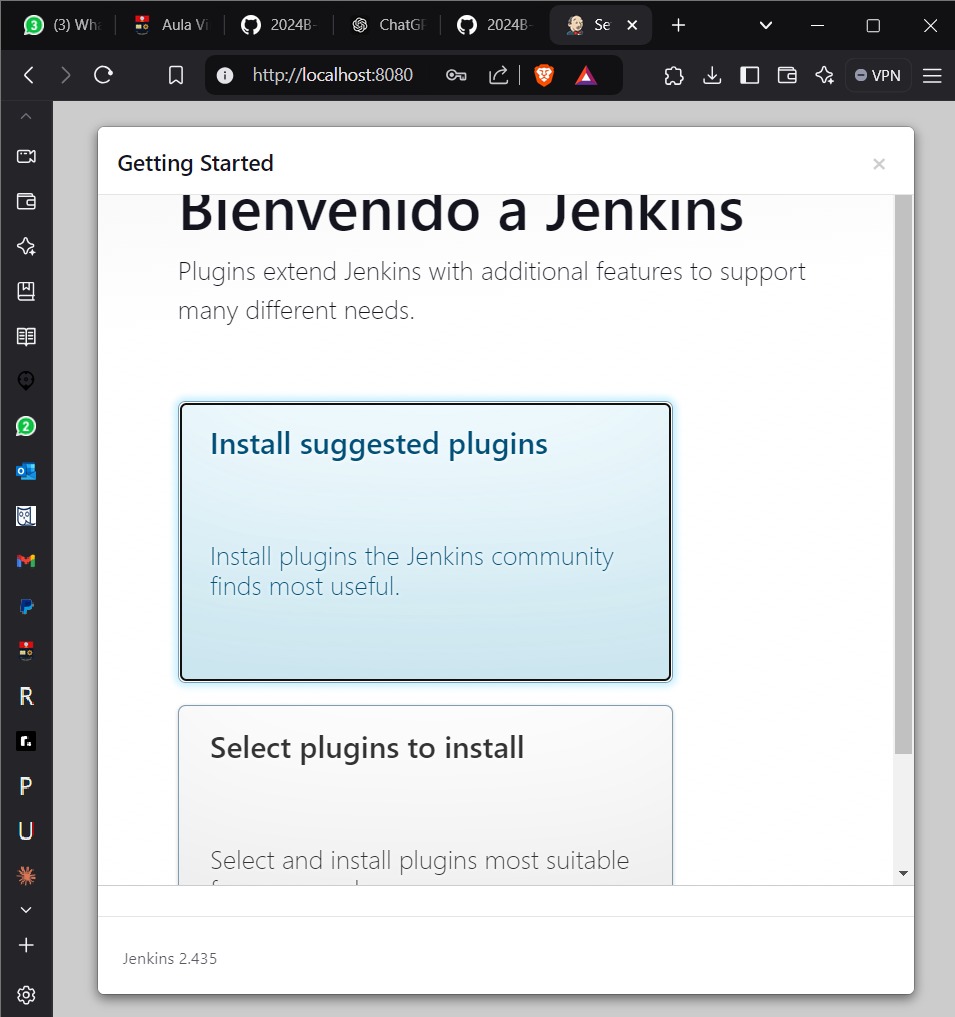 (3) Wha
Aula Vi
2024B-
ChatGP
2024B-
Se
http://localhost:8080
VPN
Getting Started
Bienvenido a Jenkins
Plugins extend Jenkins with additional features to support
many different needs.
Install suggested plugins
Install plugins the Jenkins community
finds most useful.
Select plugins to install
Select and install plugins most suitable
Jenkins 2.435
3
2
R
P
U